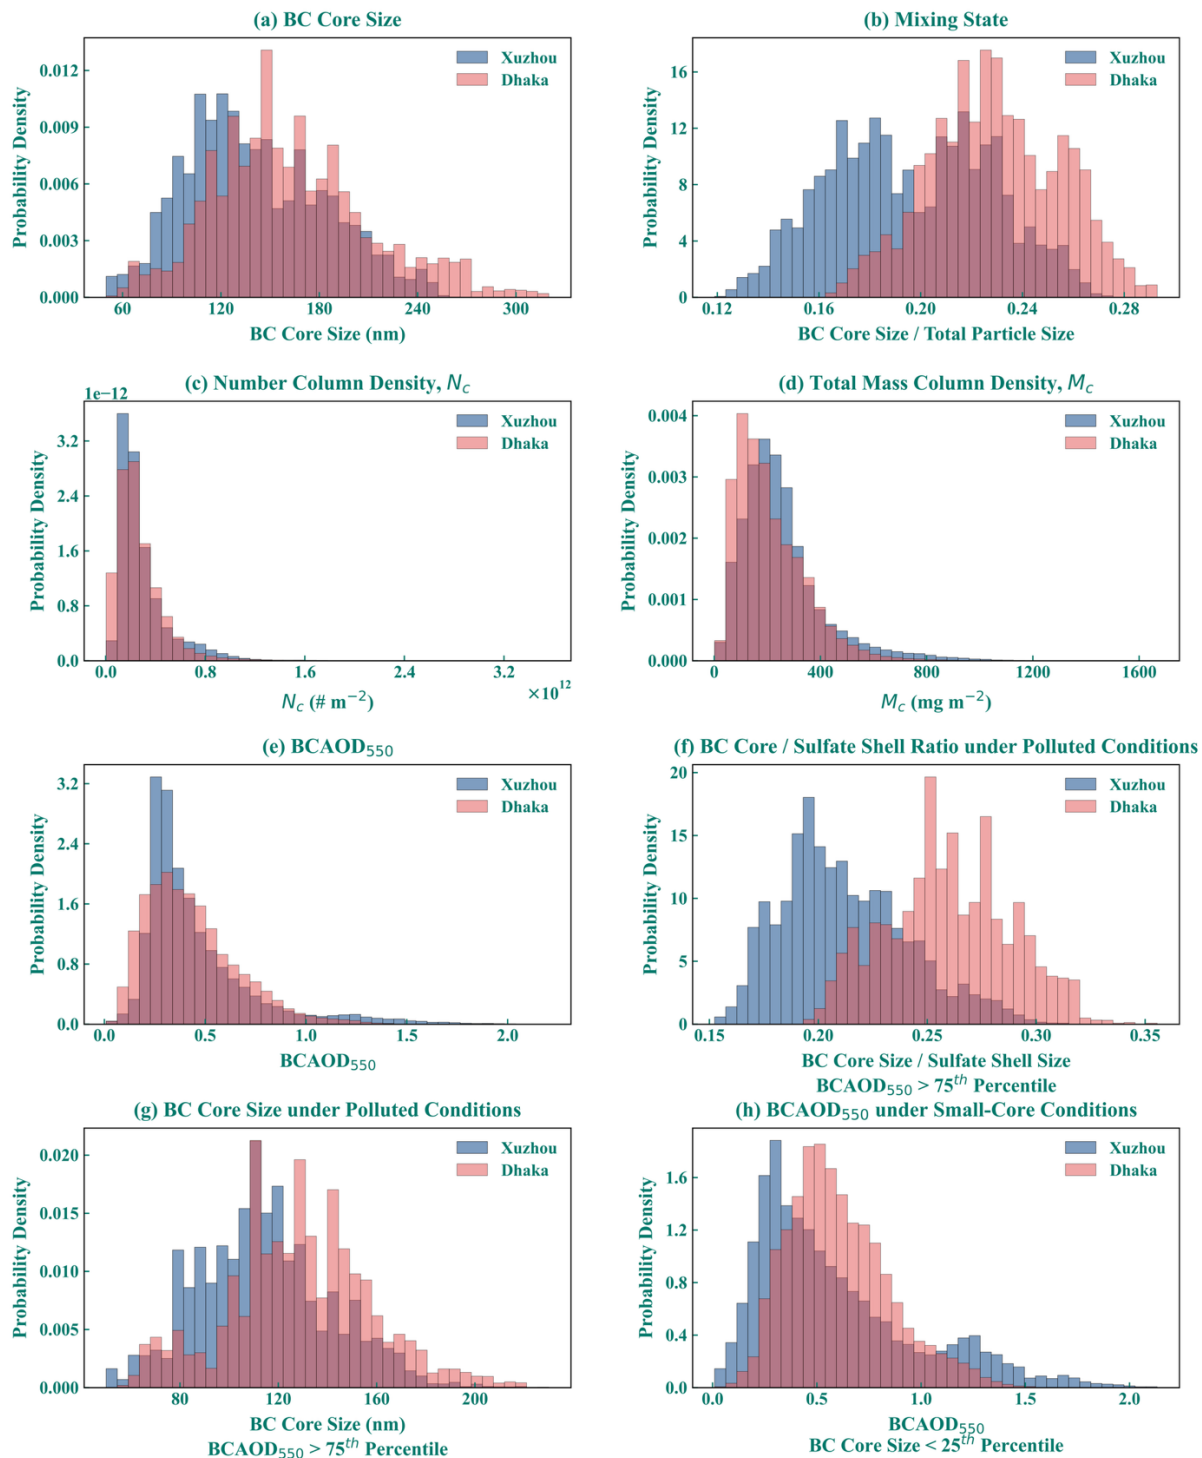 (a) BC Core Size
Probability Density
0.012
0.009
0.006
0.003
0.000
60
120
180
240
300
BC Core Size (nm)
Xuzhou
Dhaka
(b) Mixing State
Probability Density
16
12
8
4
0
0.12
0.16
0.20
0.24
0.28
BC Core Size / Total Particle Size
Xuzhou
Dhaka
(c) Number Column Density, N_c
1e−12
Probability Density
3.2
2.4
1.6
0.8
0.0
0.0
0.8
1.6
2.4
3.2
×10¹²
N_c (# m⁻²)
Xuzhou
Dhaka
(d) Total Mass Column Density, M_c
Probability Density
0.004
0.003
0.002
0.001
0.000
0
400
800
1200
1600
M_c (mg m⁻²)
Xuzhou
Dhaka
(e) BCAOD₅₅₀
Probability Density
3.2
2.4
1.6
0.8
0.0
0.0
0.5
1.0
1.5
2.0
BCAOD₅₅₀
Xuzhou
Dhaka
(f) BC Core / Sulfate Shell Ratio under Polluted Conditions
Probability Density
20
15
10
5
0
0.15
0.20
0.25
0.30
0.35
BC Core Size / Sulfate Shell Size
BCAOD₅₅₀ > 75ᵗʰ Percentile
Xuzhou
Dhaka
(g) BC Core Size under Polluted Conditions
Probability Density
0.020
0.015
0.010
0.005
0.000
80
120
160
200
BC Core Size (nm)
BCAOD₅₅₀ > 75ᵗʰ Percentile
Xuzhou
Dhaka
(h) BCAOD₅₅₀ under Small-Core Conditions
Probability Density
1.6
1.2
0.8
0.4
0.0
0.0
0.5
1.0
1.5
2.0
BCAOD₅₅₀
BC Core Size < 25ᵗʰ Percentile
Xuzhou
Dhaka